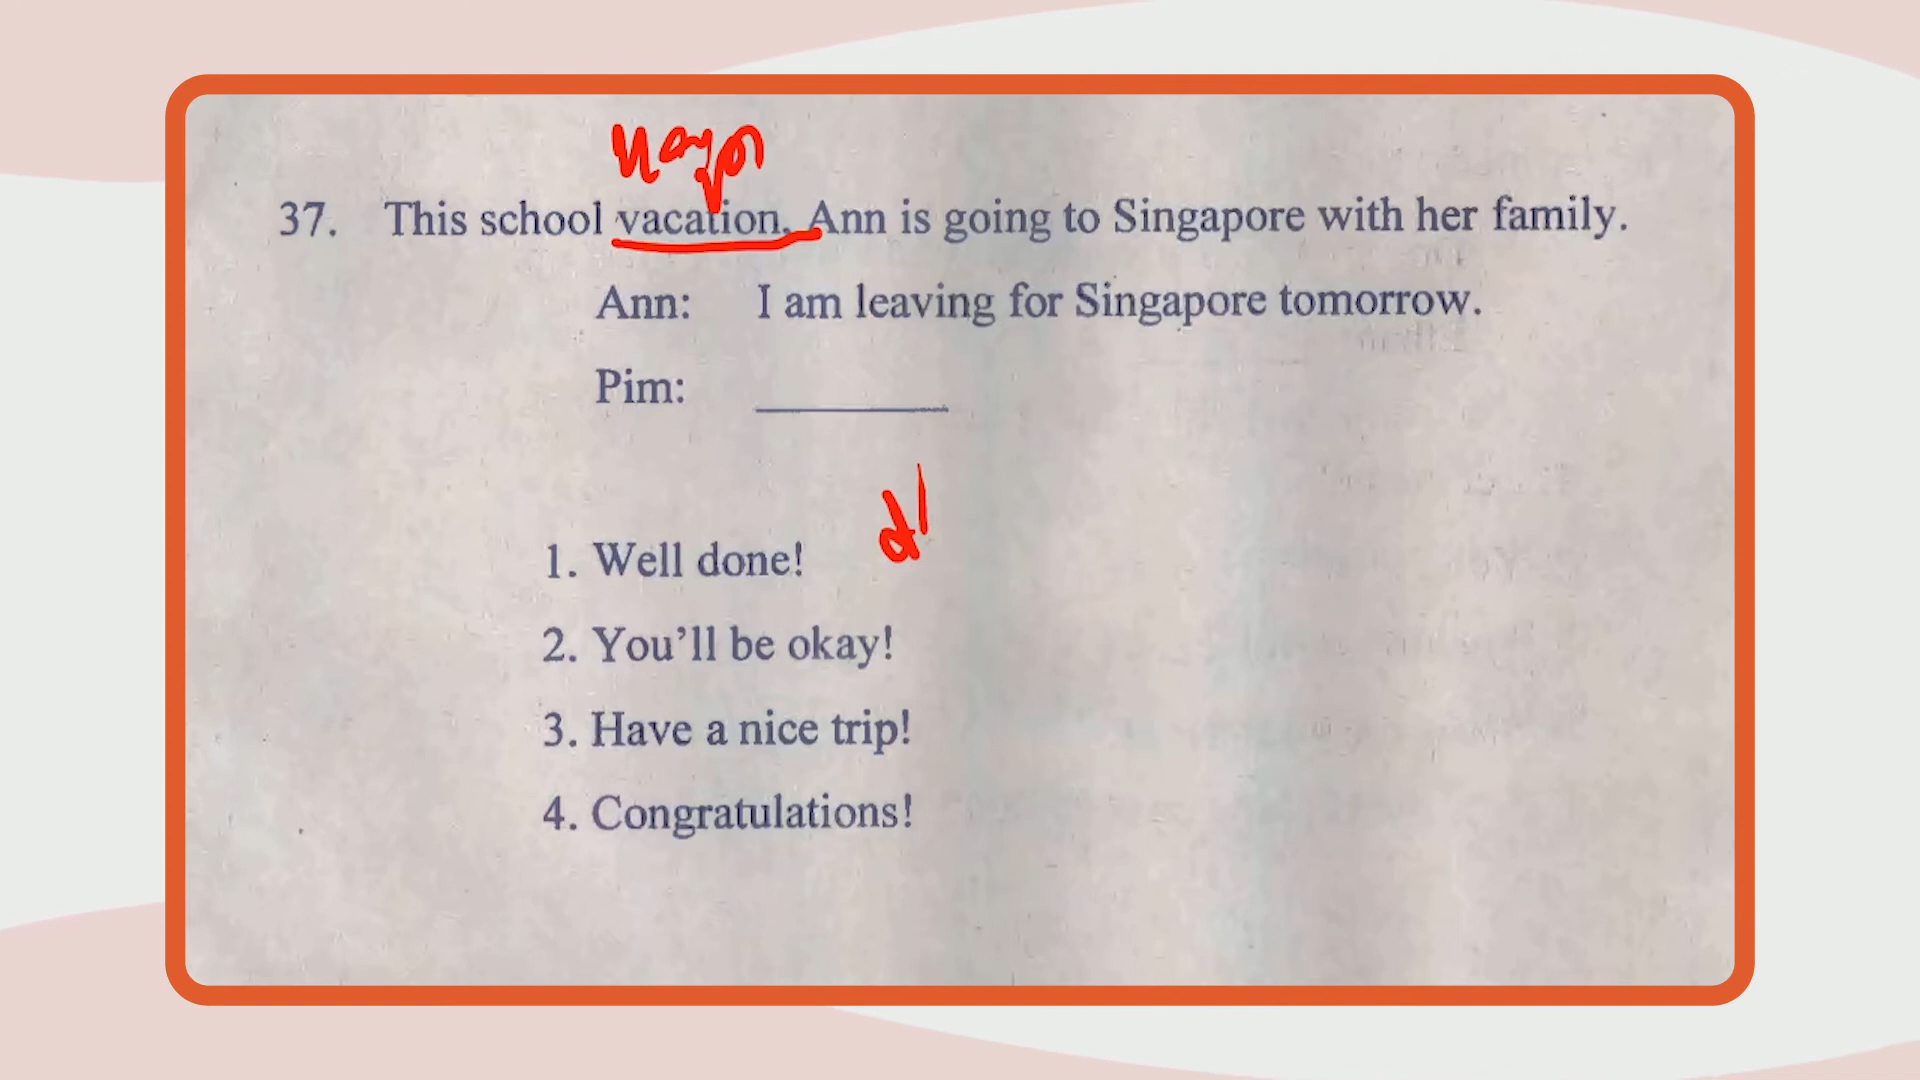 37. This school vacation, Ann is going to Singapore with her family.
Ann: I am leaving for Singapore tomorrow.
Pim:
1. Well done!
2. You'll be okay!
3. Have a nice trip!
4. Congratulations!